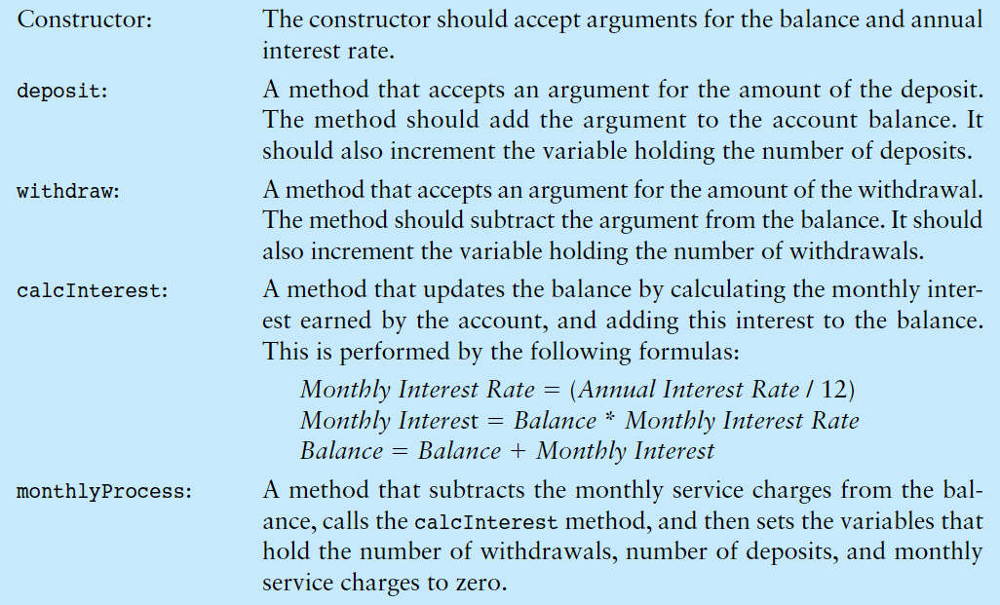 Constructor: The constructor should accept arguments for the balance and annual
interest rate.
deposit: A method that accepts an argument for the amount of the deposit.
The method should add the argument to the account balance. It
should also increment the variable holding the number of deposits.
withdraw: A method that accepts an argument for the amount of the withdrawal.
The method should subtract the argument from the balance. It should
also increment the variable holding the number of withdrawals.
calcInterest: A method that updates the balance by calculating the monthly inter-
est earned by the account, and adding this interest to the balance.
This is performed by the following formulas:
Monthly Interest Rate = (Annual Interest Rate / 12)
Monthly Interest = Balance * Monthly Interest Rate
Balance = Balance + Monthly Interest
monthlyProcess: A method that subtracts the monthly service charges from the bal-
ance, calls the calcInterest method, and then sets the variables that
hold the number of withdrawals, number of deposits, and monthly
service charges to zero.